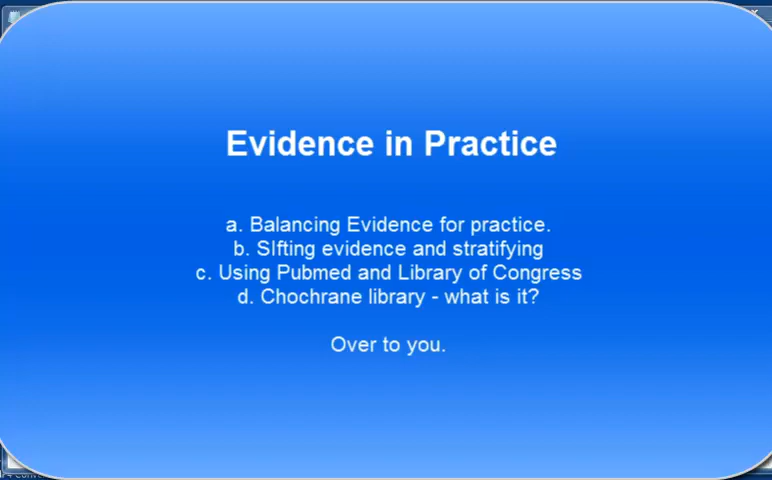 Evidence in Practice
a. Balancing Evidence for practice.
b. SIfting evidence and stratifying
c. Using Pubmed and Library of Congress
d. Chochrane library - what is it?
Over to you.